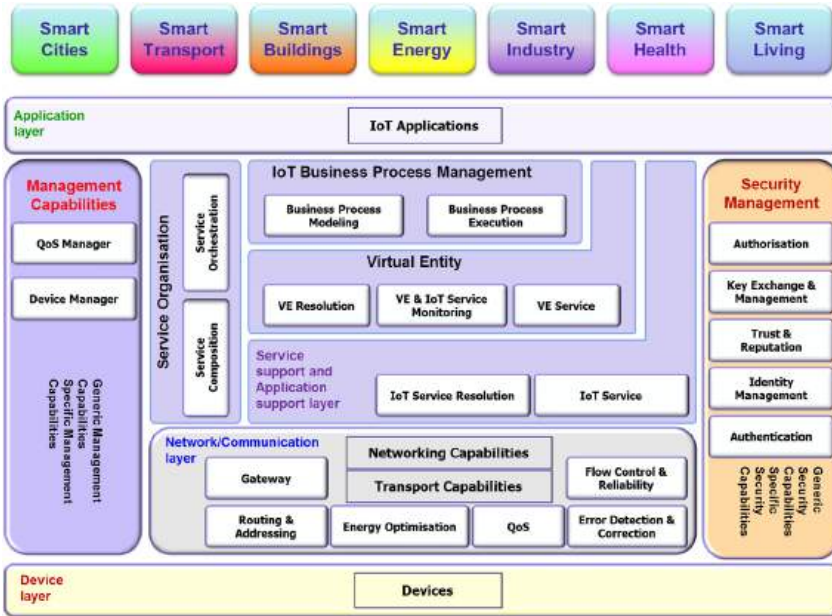 Smart
Cities
Smart
Transport
Smart
Buildings
Smart
Energy
Smart
Industry
Smart
Health
Smart
Living
Application
layer
IoT Applications
Management
Capabilities
QoS Manager
Device Manager
Generic Management
Capabilities
Specific Management
Capabilities
Service Organisation
Service
Orchestration
Service
Composition
IoT Business Process Management
Business Process
Modeling
Business Process
Execution
Virtual Entity
VE Resolution
VE & IoT Service
Monitoring
VE Service
Service
support and
Application
support layer
IoT Service Resolution
IoT Service
Network/Communication
layer
Networking Capabilities
Transport Capabilities
Gateway
Flow Control &
Reliability
Routing &
Addressing
Energy Optimisation
QoS
Error Detection &
Correction
Security
Management
Authorisation
Key Exchange &
Management
Trust &
Reputation
Identity
Management
Authentication
Generic
Security
Capabilities
Specific
Security
Capabilities
Device
layer
Devices